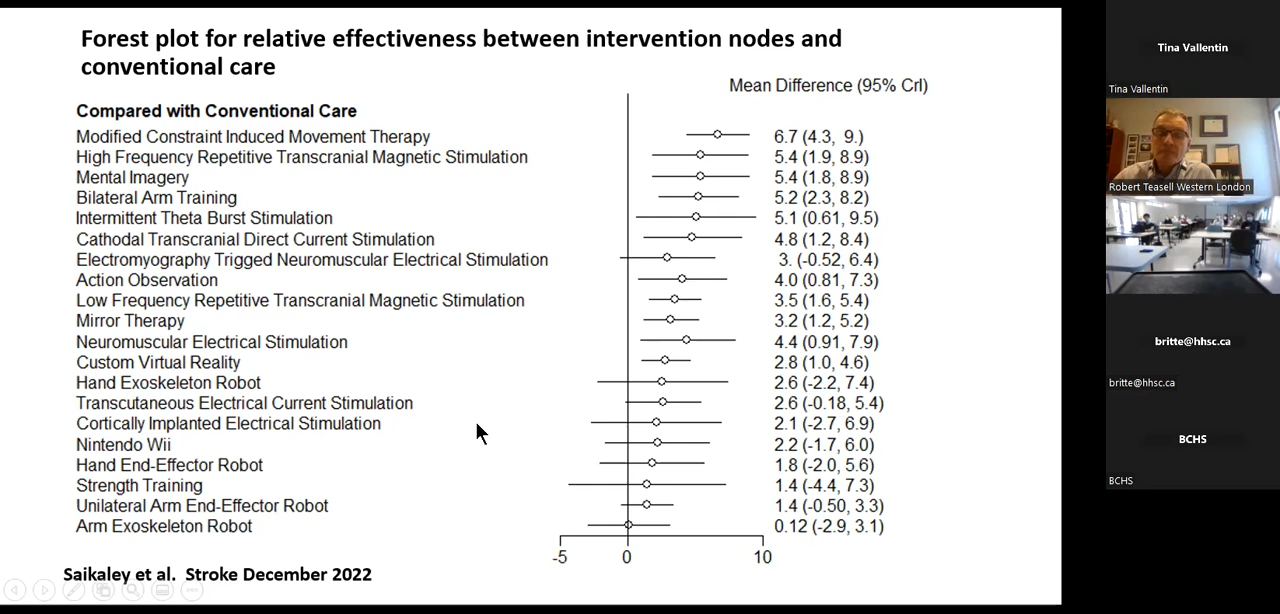 Forest plot for relative effectiveness between intervention nodes and
conventional care
Mean Difference (95% CrI)
Compared with Conventional Care
Modified Constraint Induced Movement Therapy 6.7 (4.3, 9.)
High Frequency Repetitive Transcranial Magnetic Stimulation 5.4 (1.9, 8.9)
Mental Imagery 5.4 (1.8, 8.9)
Bilateral Arm Training 5.2 (2.3, 8.2)
Intermittent Theta Burst Stimulation 5.1 (0.61, 9.5)
Cathodal Transcranial Direct Current Stimulation 4.8 (1.2, 8.4)
Electromyography Trigged Neuromuscular Electrical Stimulation 3. (-0.52, 6.4)
Action Observation 4.0 (0.81, 7.3)
Low Frequency Repetitive Transcranial Magnetic Stimulation 3.5 (1.6, 5.4)
Mirror Therapy 3.2 (1.2, 5.2)
Neuromuscular Electrical Stimulation 4.4 (0.91, 7.9)
Custom Virtual Reality 2.8 (1.0, 4.6)
Hand Exoskeleton Robot 2.6 (-2.2, 7.4)
Transcutaneous Electrical Current Stimulation 2.6 (-0.18, 5.4)
Cortically Implanted Electrical Stimulation 2.1 (-2.7, 6.9)
Nintendo Wii 2.2 (-1.7, 6.0)
Hand End-Effector Robot 1.8 (-2.0, 5.6)
Strength Training 1.4 (-4.4, 7.3)
Unilateral Arm End-Effector Robot 1.4 (-0.50, 3.3)
Arm Exoskeleton Robot 0.12 (-2.9, 3.1)
-5 0 10
Saikaley et al. Stroke December 2022
Tina Vallentin
Tina Vallentin
Robert Teasell Western London
britte@hhsc.ca
britte@hhsc.ca
BCHS
BCHS